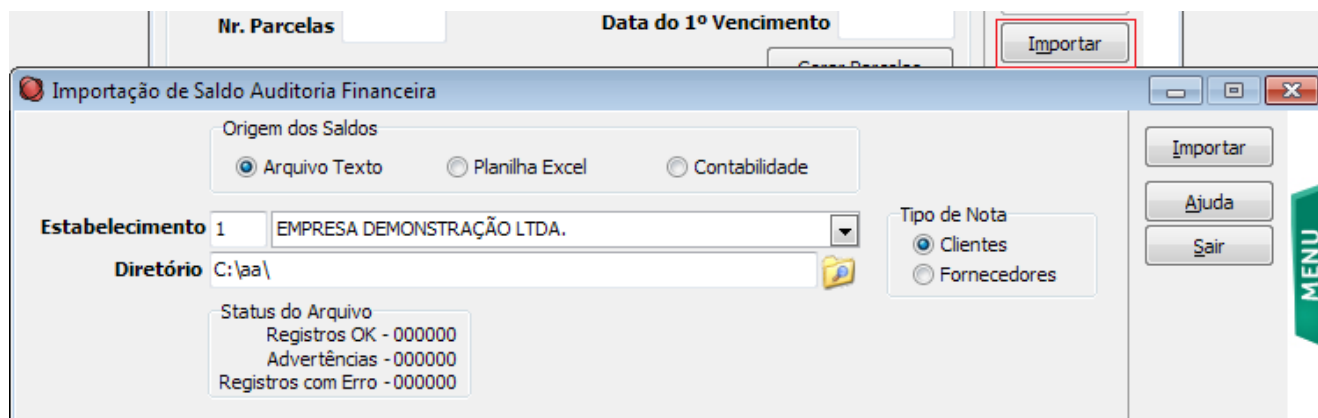 Nr. Parcelas
Data do 1º Vencimento
Importar
Gerar Parcelas
Importação de Saldo Auditoria Financeira
Origem dos Saldos
Arquivo Texto
Planilha Excel
Contabilidade
Importar
Ajuda
Sair
Estabelecimento 1 EMPRESA DEMONSTRAÇÃO LTDA.
Tipo de Nota
Clientes
Fornecedores
Diretório C:\aa\
Status do Arquivo
Registros OK - 000000
Advertências - 000000
Registros com Erro - 000000
MENU